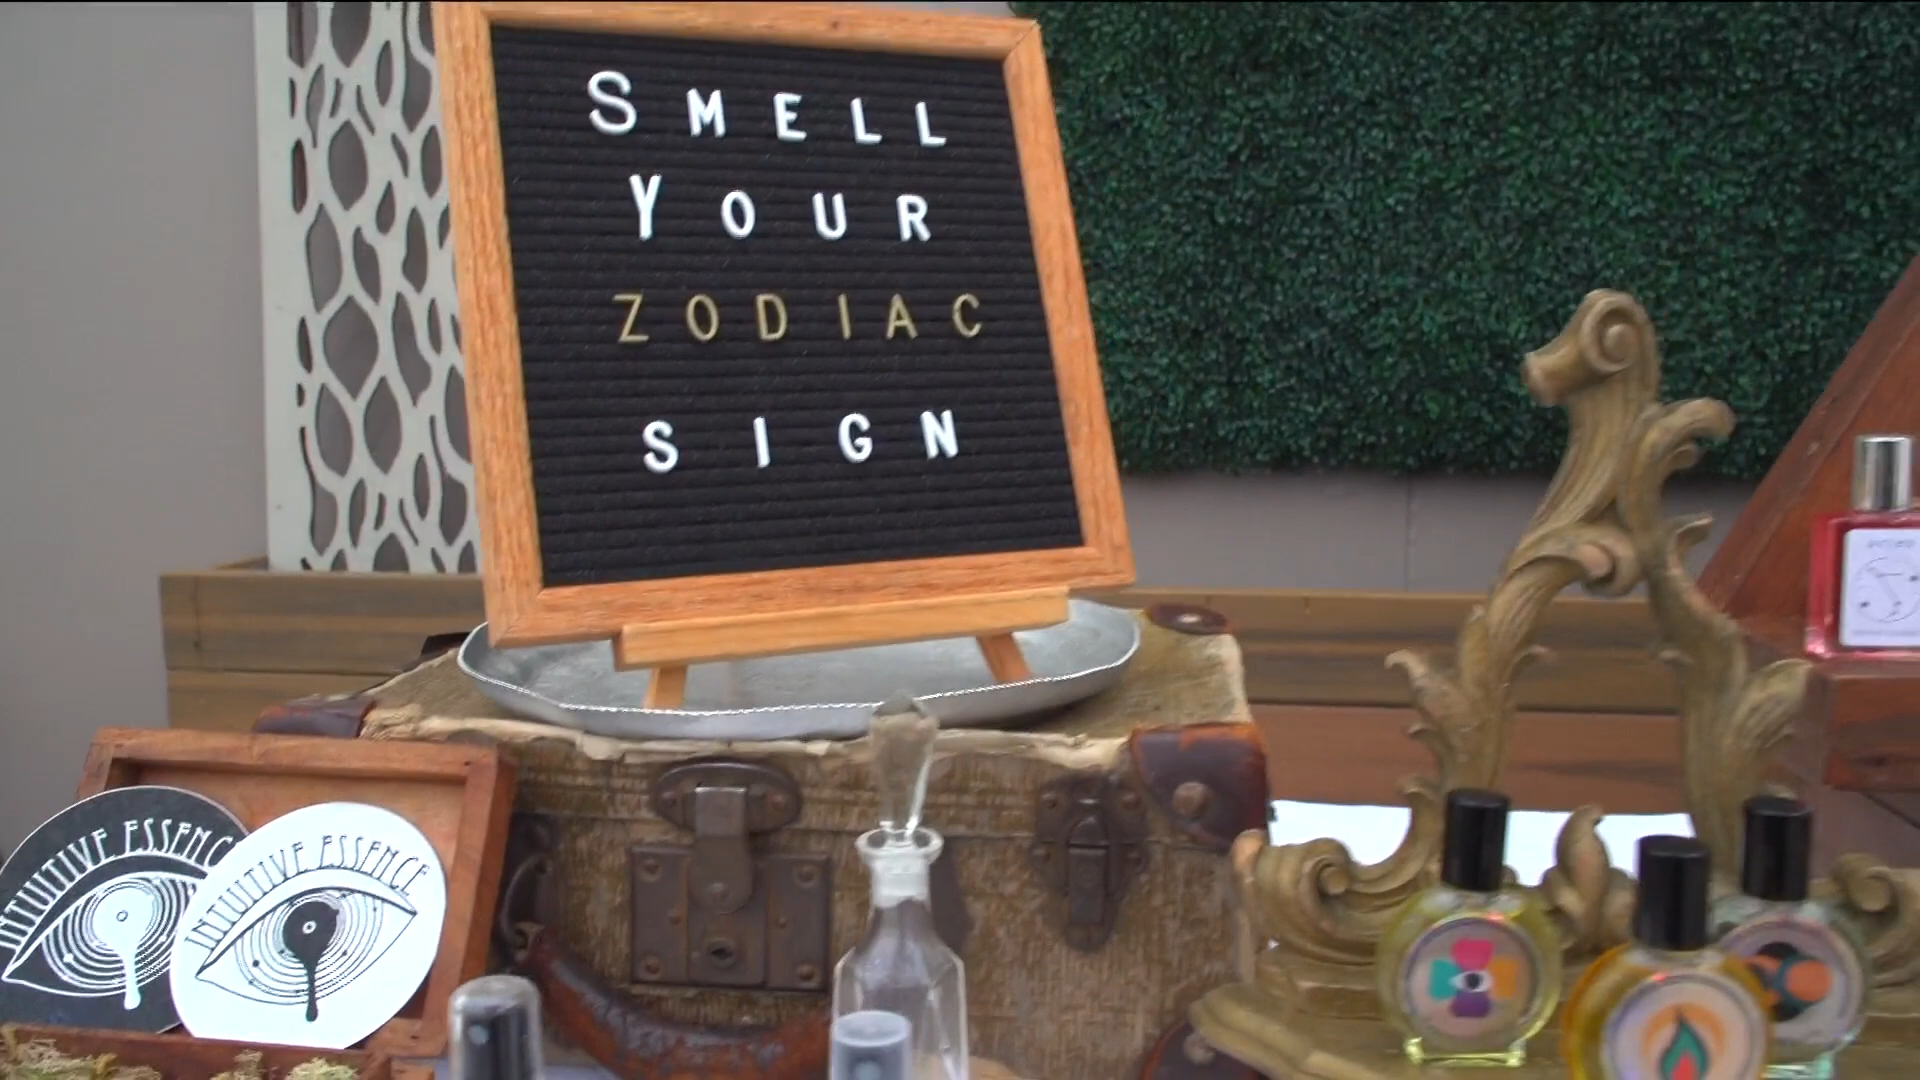 SMELL
YOUR
ZODIAC
SIGN
INTUITIVE ESSENCE
INTUITIVE ESSENCE